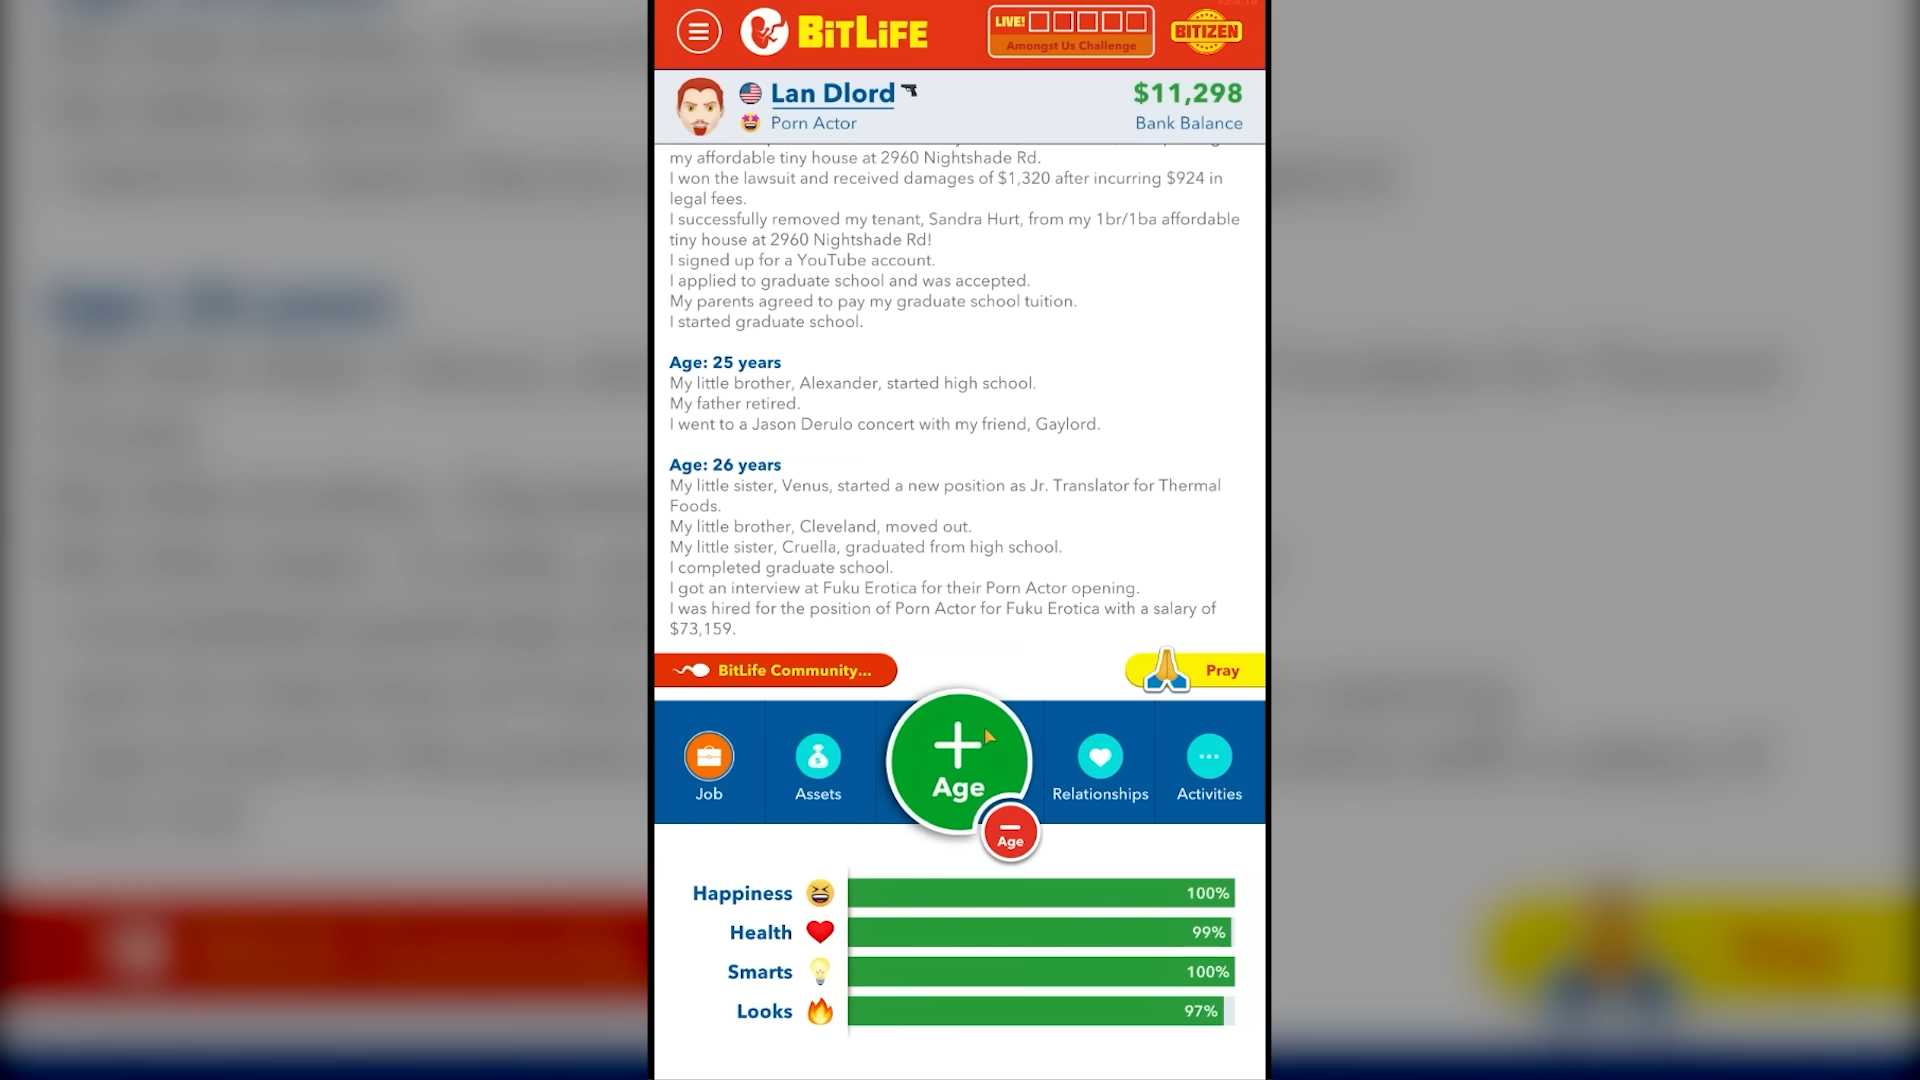 BiTLiFE
LIVE!
Amongst Us Challenge
BITIZEN
Lan Dlord
$11,298
Porn Actor
Bank Balance
my affordable tiny house at 2960 Nightshade Rd.
I won the lawsuit and received damages of $1,320 after incurring $924 in
legal fees.
I successfully removed my tenant, Sandra Hurt, from my 1br/1ba affordable
tiny house at 2960 Nightshade Rd!
I signed up for a YouTube account.
I applied to graduate school and was accepted.
My parents agreed to pay my graduate school tuition.
I started graduate school.
Age: 25 years
My little brother, Alexander, started high school.
My father retired.
I went to a Jason Derulo concert with my friend, Gaylord.
Age: 26 years
My little sister, Venus, started a new position as Jr. Translator for Thermal
Foods.
My little brother, Cleveland, moved out.
My little sister, Cruella, graduated from high school.
I completed graduate school.
I got an interview at Fuku Erotica for their Porn Actor opening.
I was hired for the position of Porn Actor for Fuku Erotica with a salary of
$73,159.
BitLife Community...
Pray
Job
Assets
Age
Relationships
Activities
Age
Happiness 100%
Health 99%
Smarts 100%
Looks 97%